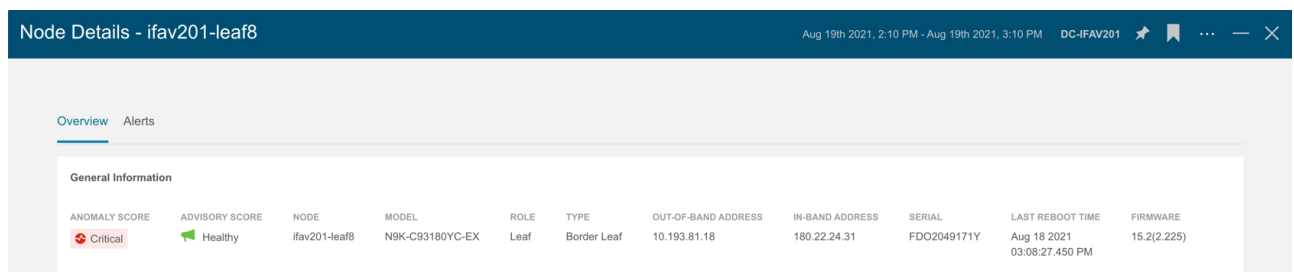 Node Details - ifav201-leaf8
Aug 19th 2021, 2:10 PM - Aug 19th 2021, 3:10 PM DC-IFAV201
Overview Alerts
General Information
ANOMALY SCORE ADVISORY SCORE NODE MODEL ROLE TYPE OUT-OF-BAND ADDRESS IN-BAND ADDRESS SERIAL LAST REBOOT TIME FIRMWARE
Critical Healthy ifav201-leaf8 N9K-C93180YC-EX Leaf Border Leaf 10.193.81.18 180.22.24.31 FDO2049171Y Aug 18 2021 15.2(2.225)
03:08:27.450 PM